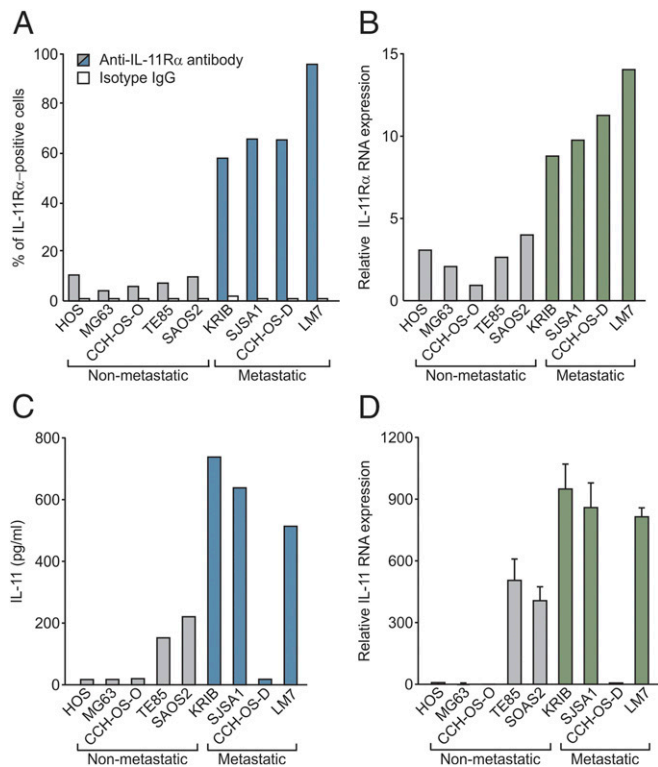 A
% of IL-11Rα–positive cells
100
80
60
40
20
0
Anti-IL-11Rα antibody
Isotype IgG
HOS
MG63
CCH-OS-O
TE85
SAOS2
KRIB
SJSA1
CCH-OS-D
LM7
Non-metastatic
Metastatic
B
Relative IL-11Rα RNA expression
15
10
5
0
HOS
MG63
CCH-OS-O
TE85
SAOS2
KRIB
SJSA1
CCH-OS-D
LM7
Non-metastatic
Metastatic
C
IL-11 (pg/ml)
800
600
400
200
0
HOS
MG63
CCH-OS-O
TE85
SAOS2
KRIB
SJSA1
CCH-OS-D
LM7
Non-metastatic
Metastatic
D
Relative IL-11 RNA expression
1200
900
600
300
0
HOS
MG63
CCH-OS-O
TE85
SOAS2
KRIB
SJSA1
CCH-OS-D
LM7
Non-metastatic
Metastatic